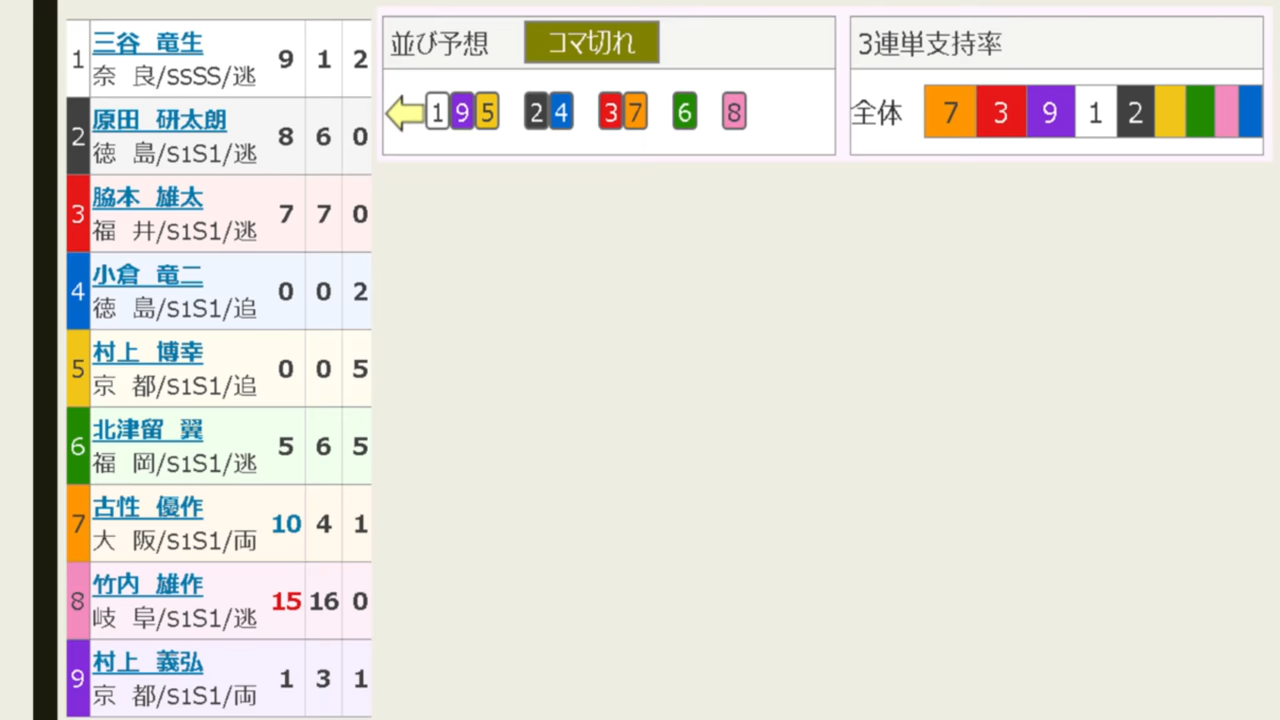 1 三谷 竜生 9 1 2
奈 良/SSSS/逃
2 原田 研太朗 8 6 0
徳 島/S1S1/逃
3 脇本 雄太 7 7 0
福 井/S1S1/逃
4 小倉 竜二 0 0 2
徳 島/S1S1/追
5 村上 博幸 0 0 5
京 都/S1S1/追
6 北津留 翼 5 6 5
福 岡/S1S1/逃
7 古性 優作 10 4 1
大 阪/S1S1/両
8 竹内 雄作 15 16 0
岐 阜/S1S1/逃
9 村上 義弘 1 3 1
京 都/S1S1/両
並び予想 コマ切れ
1 9 5 2 4 3 7 6 8
3連単支持率
全体 7 3 9 1 2